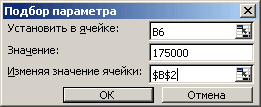 Подбор параметра
Установить в ячейке: B6
Значение: 175000
Изменяя значение ячейки: $B$2
ОК Отмена